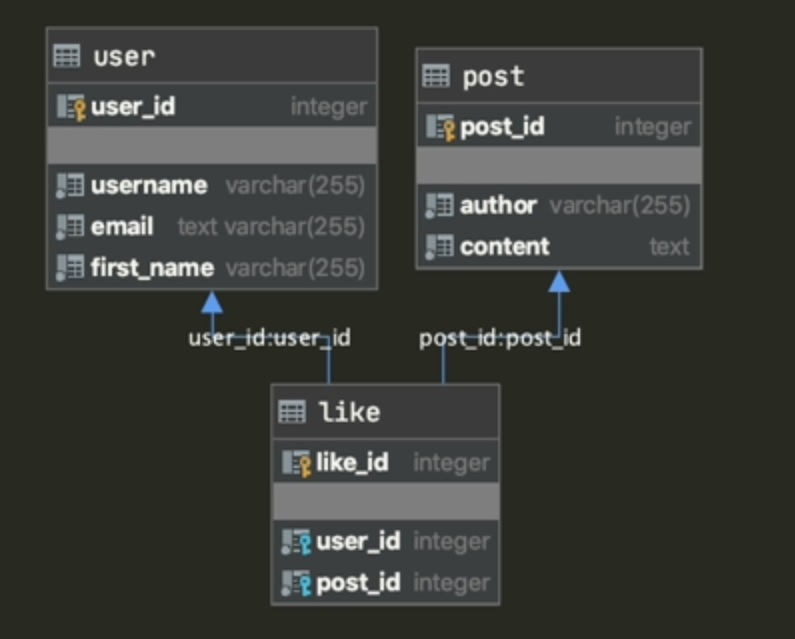 user
user_id integer
username varchar(255)
email text varchar(255)
first_name varchar(255)
post
post_id integer
author varchar(255)
content text
user_id:user_id
post_id:post_id
like
like_id integer
user_id integer
post_id integer